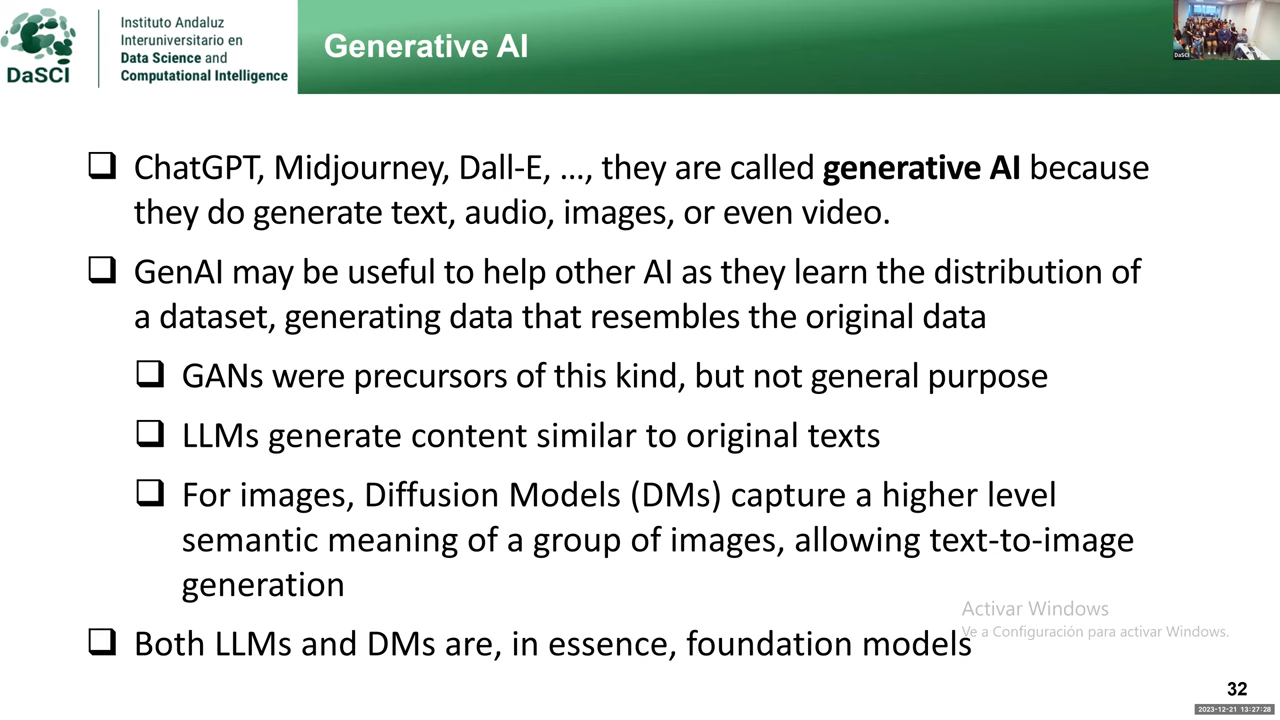 Instituto Andaluz
Interuniversitario en
Data Science and
Computational Intelligence
DaSCI
Generative AI
DaSCI
❑ ChatGPT, Midjourney, Dall-E, …, they are called generative AI because
they do generate text, audio, images, or even video.
❑ GenAI may be useful to help other AI as they learn the distribution of
a dataset, generating data that resembles the original data
❑ GANs were precursors of this kind, but not general purpose
❑ LLMs generate content similar to original texts
❑ For images, Diffusion Models (DMs) capture a higher level
semantic meaning of a group of images, allowing text-to-image
generation
❑ Both LLMs and DMs are, in essence, foundation models
Activar Windows
Ve a Configuración para activar Windows.
32
2023-12-21 13:27:28